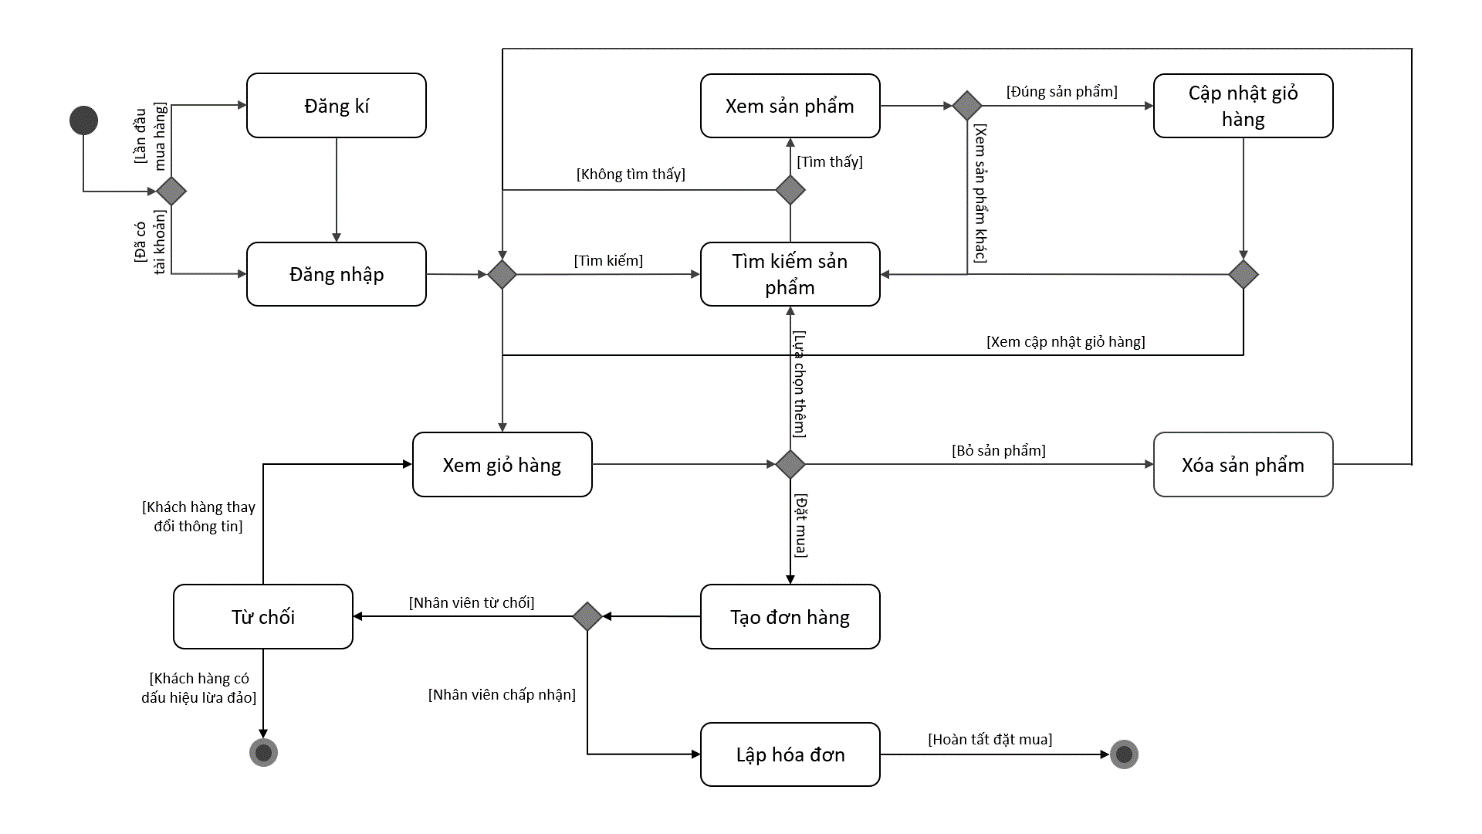 [Lần đầu
mua hàng]
Đăng kí
[Đã có
tài khoản]
Đăng nhập
Xem sản phẩm
[Đúng sản phẩm]
Cập nhật giỏ
hàng
[Không tìm thấy]
[Tìm thấy]
[Xem sản phẩm khác]
[Tìm kiếm]
Tìm kiếm sản
phẩm
[Xem cập nhật giỏ hàng]
[Lựa chọn thêm]
Xem giỏ hàng
[Bỏ sản phẩm]
Xóa sản phẩm
[Khách hàng thay
đổi thông tin]
[Đặt mua]
Từ chối
[Nhân viên từ chối]
Tạo đơn hàng
[Khách hàng có
dấu hiệu lừa đảo]
[Nhân viên chấp nhận]
Lập hóa đơn
[Hoàn tất đặt mua]